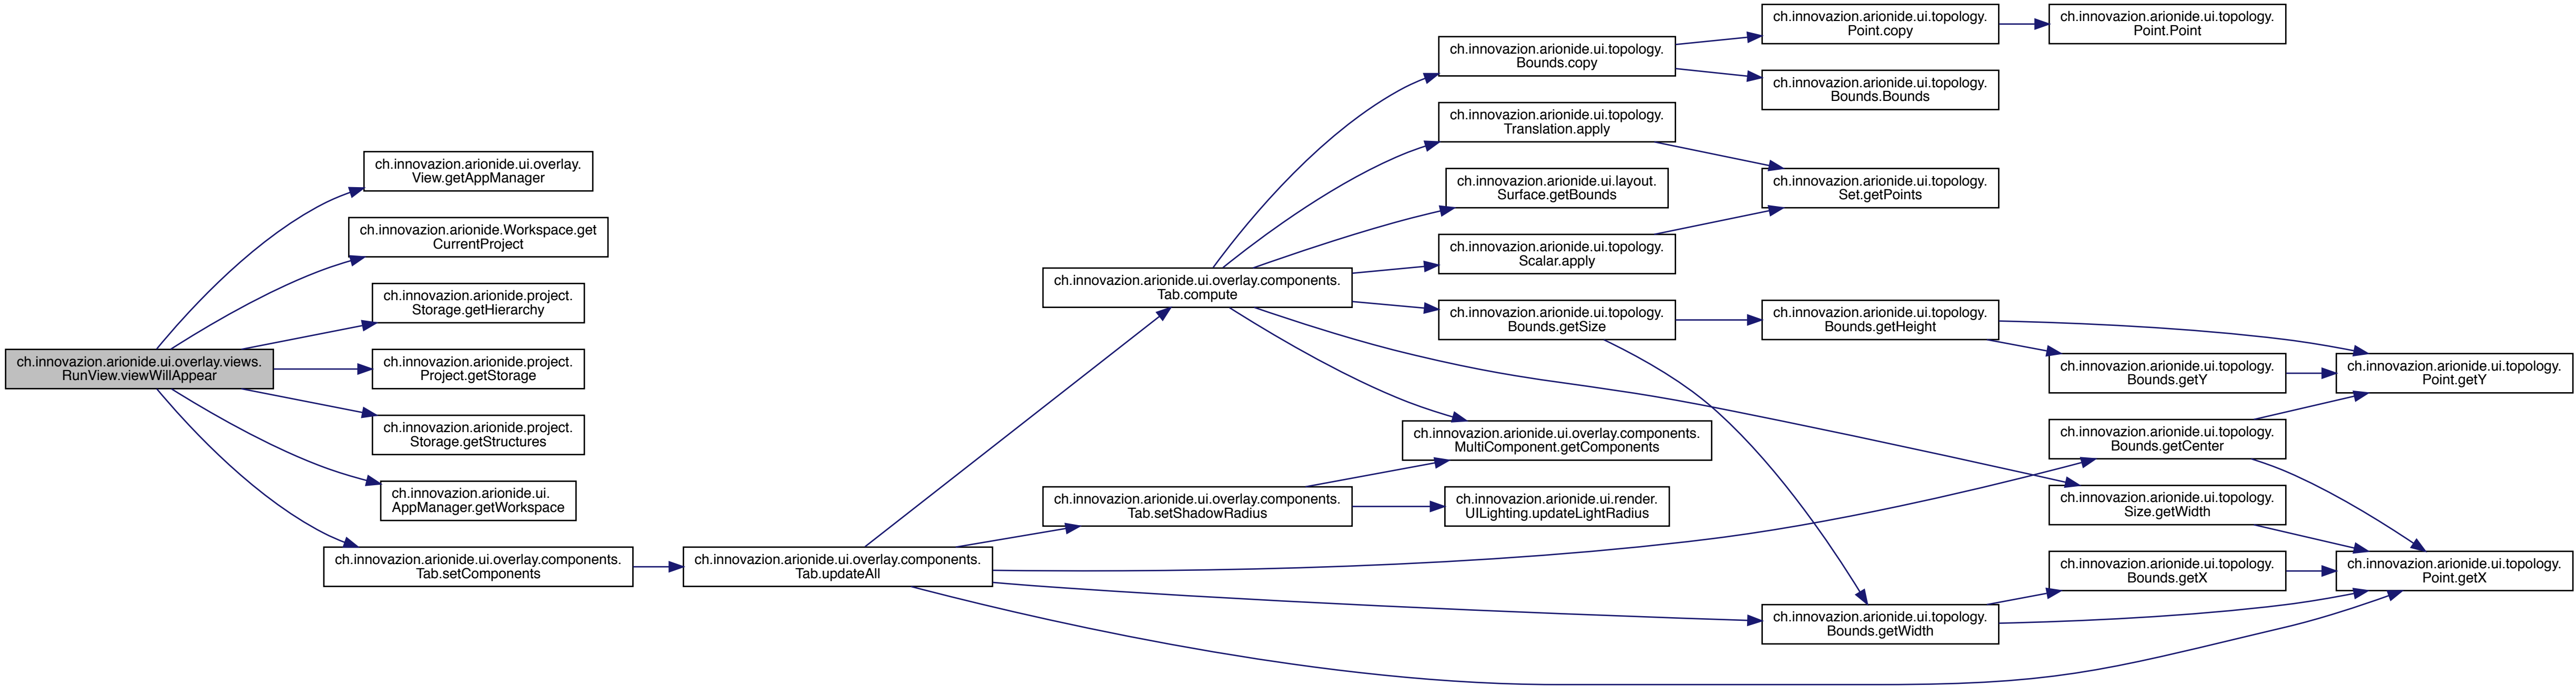 ch.innovazion.arionide.ui.overlay.views.
RunView.viewWillAppear
ch.innovazion.arionide.ui.overlay.
View.getAppManager
ch.innovazion.arionide.Workspace.get
CurrentProject
ch.innovazion.arionide.project.
Storage.getHierarchy
ch.innovazion.arionide.project.
Project.getStorage
ch.innovazion.arionide.project.
Storage.getStructures
ch.innovazion.arionide.ui.
AppManager.getWorkspace
ch.innovazion.arionide.ui.overlay.components.
Tab.setComponents
ch.innovazion.arionide.ui.overlay.components.
Tab.updateAll
ch.innovazion.arionide.ui.overlay.components.
Tab.compute
ch.innovazion.arionide.ui.overlay.components.
Tab.setShadowRadius
ch.innovazion.arionide.ui.topology.
Bounds.copy
ch.innovazion.arionide.ui.topology.
Translation.apply
ch.innovazion.arionide.ui.layout.
Surface.getBounds
ch.innovazion.arionide.ui.topology.
Scalar.apply
ch.innovazion.arionide.ui.topology.
Bounds.getSize
ch.innovazion.arionide.ui.overlay.components.
MultiComponent.getComponents
ch.innovazion.arionide.ui.render.
UILighting.updateLightRadius
ch.innovazion.arionide.ui.topology.
Point.copy
ch.innovazion.arionide.ui.topology.
Bounds.Bounds
ch.innovazion.arionide.ui.topology.
Set.getPoints
ch.innovazion.arionide.ui.topology.
Bounds.getHeight
ch.innovazion.arionide.ui.topology.
Bounds.getWidth
ch.innovazion.arionide.ui.topology.
Point.Point
ch.innovazion.arionide.ui.topology.
Bounds.getY
ch.innovazion.arionide.ui.topology.
Bounds.getCenter
ch.innovazion.arionide.ui.topology.
Size.getWidth
ch.innovazion.arionide.ui.topology.
Bounds.getX
ch.innovazion.arionide.ui.topology.
Point.getY
ch.innovazion.arionide.ui.topology.
Point.getX